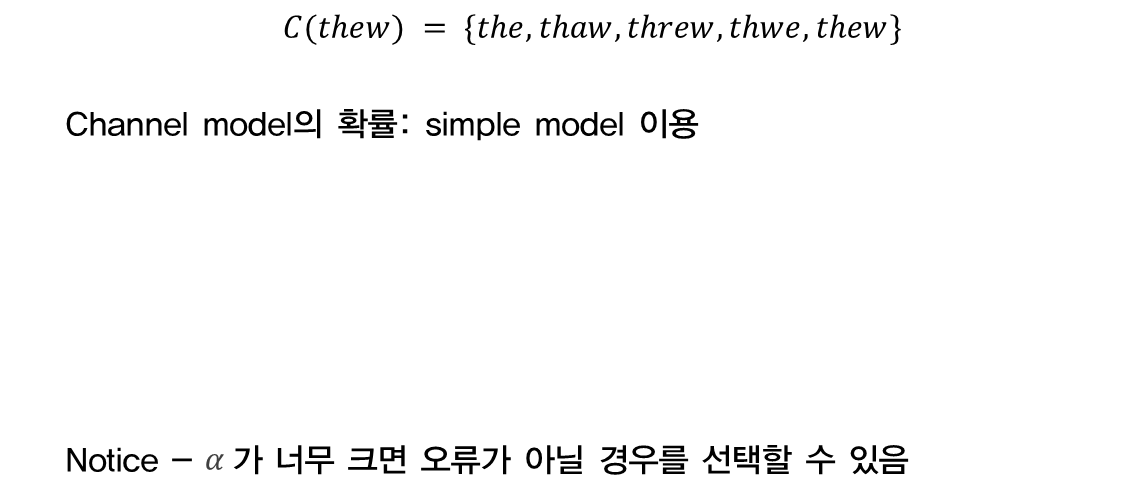 C(thew) = {the, thaw, threw, thwe, thew}
Channel model의 확률: simple model 이용
Notice – α 가 너무 크면 오류가 아닐 경우를 선택할 수 있음